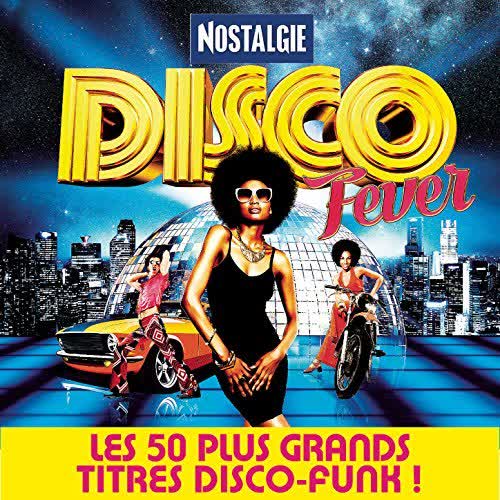 NOSTALGIE
DISCO
Fever
LES 50 PLUS GRANDS
TITRES DISCO-FUNK !